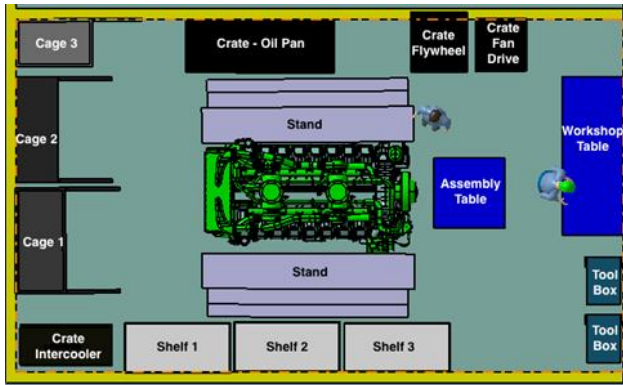 Cage 3
Crate - Oil Pan
Crate
Flywheel
Crate
Fan
Drive
Stand
Cage 2
Workshop
Table
Assembly
Table
Cage 1
Stand
Tool
Box
Crate
Intercooler
Shelf 1
Shelf 2
Shelf 3
Tool
Box